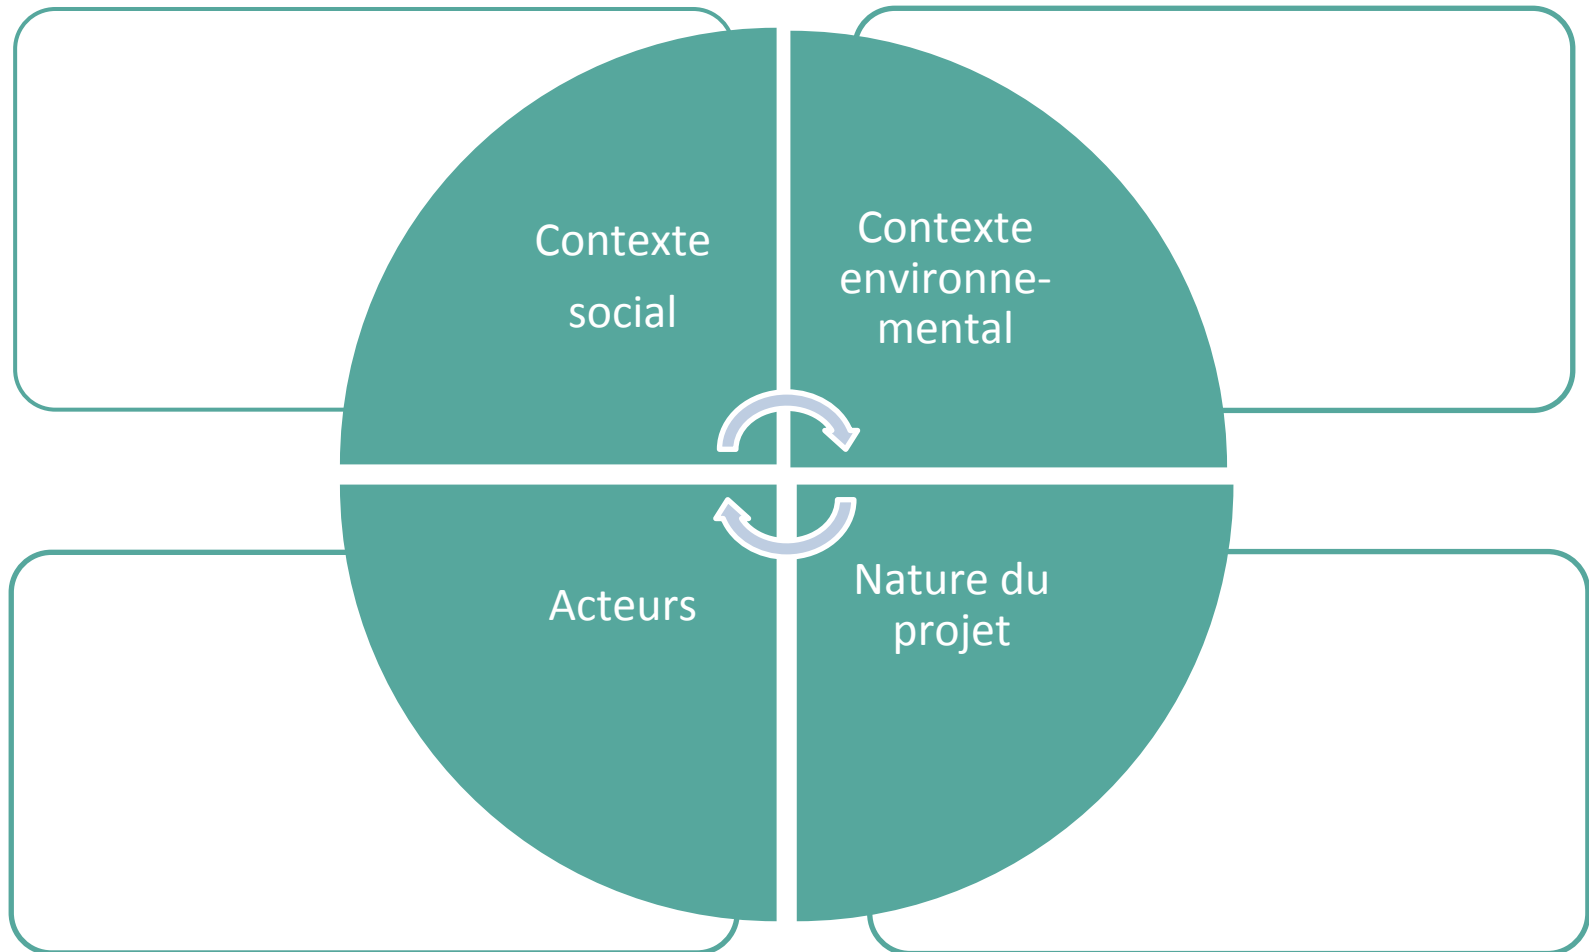 Contexte
social
Contexte
environne-
mental
Acteurs
Nature du
projet